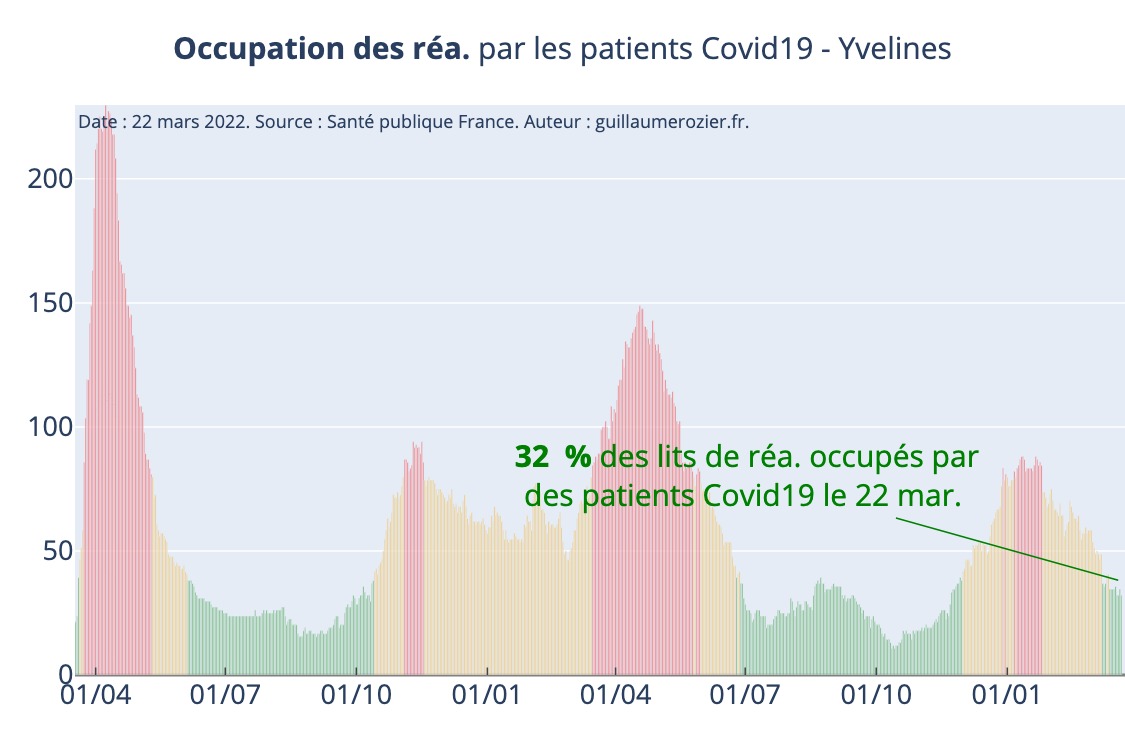 Occupation des réa. par les patients Covid19 - Yvelines
Date : 22 mars 2022. Source : Santé publique France. Auteur : guillaumerozier.fr.
200
150
100
32  % des lits de réa. occupés par
des patients Covid19 le 22 mar.
50
0
01/04 01/07 01/10 01/01 01/04 01/07 01/10 01/01